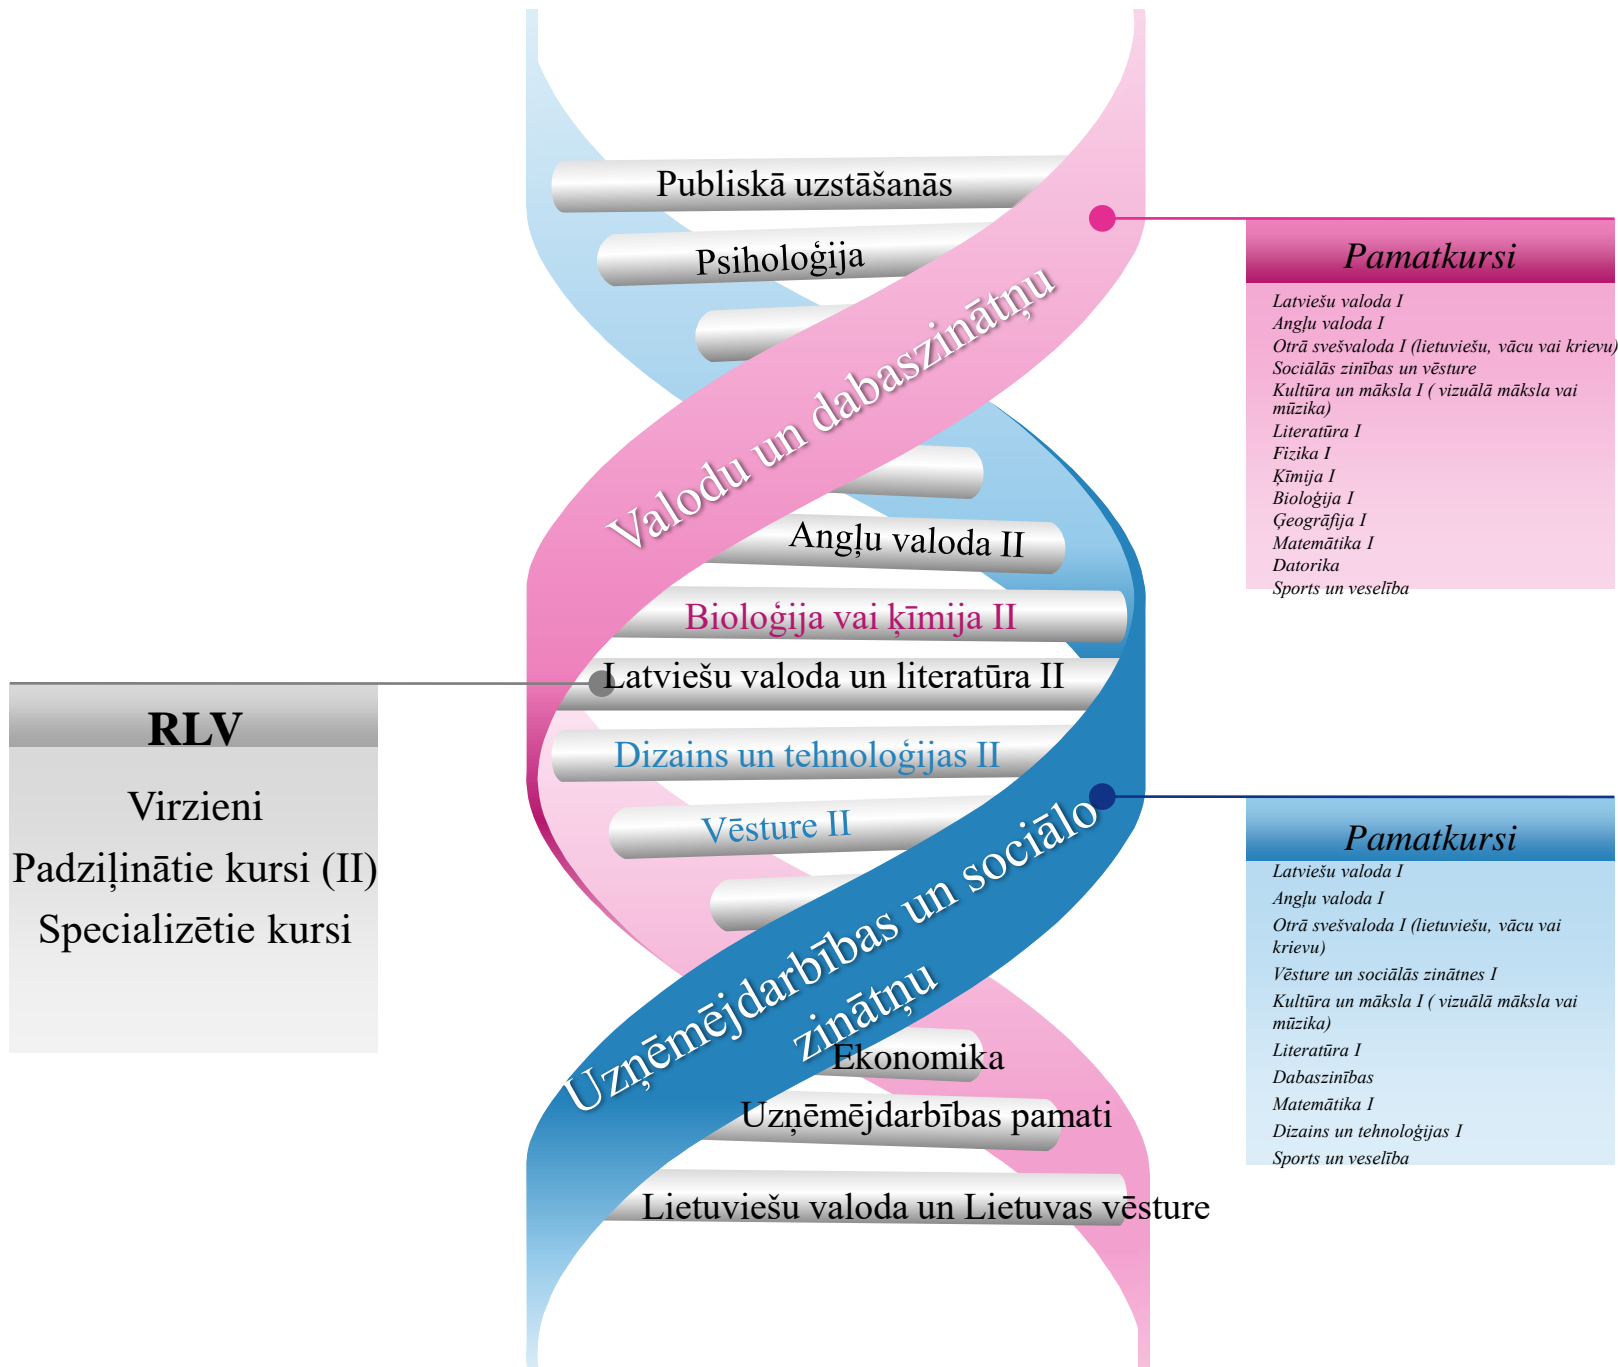 Publiskā uzstāšanās
Psiholoģija
Valodu un dabaszinātņu
Angļu valoda II
Bioloģija vai ķīmija II
Latviešu valoda un literatūra II
Dizains un tehnoloģijas II
Vēsture II
Uzņēmējdarbības un sociālo
zinātņu
Ekonomika
Uzņēmējdarbības pamati
Lietuviešu valoda un Lietuvas vēsture
RLV
Virzieni
Padziļinātie kursi (II)
Specializētie kursi
Pamatkursi
Latviešu valoda I
Angļu valoda I
Otrā svešvaloda I (lietuviešu, vācu vai krievu)
Sociālās zinības un vēsture
Kultūra un māksla I ( vizuālā māksla vai
mūzika)
Literatūra I
Fizika I
Ķīmija I
Bioloģija I
Ģeogrāfija I
Matemātika I
Datorika
Sports un veselība
Pamatkursi
Latviešu valoda I
Angļu valoda I
Otrā svešvaloda I (lietuviešu, vācu vai
krievu)
Vēsture un sociālās zinātnes I
Kultūra un māksla I ( vizuālā māksla vai
mūzika)
Literatūra I
Dabaszinības
Matemātika I
Dizains un tehnoloģijas I
Sports un veselība